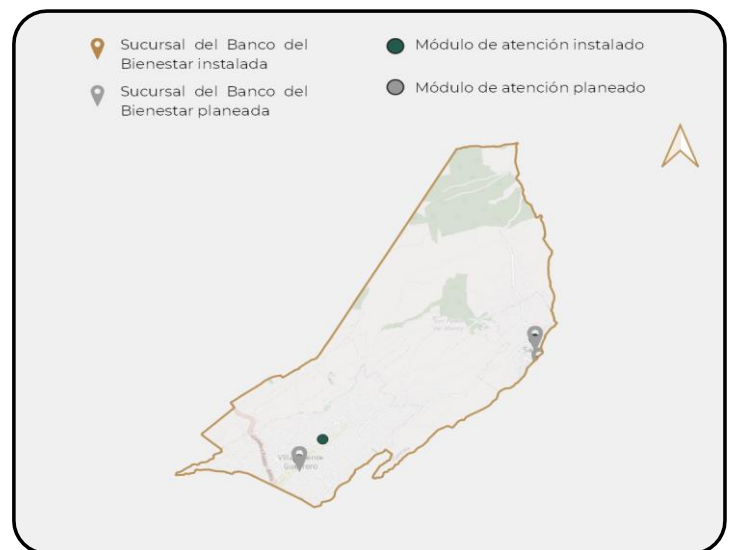 Sucursal del Banco del
Bienestar instalada
Sucursal del Banco del
Bienestar planeada
Módulo de atención instalado
Módulo de atención planeado